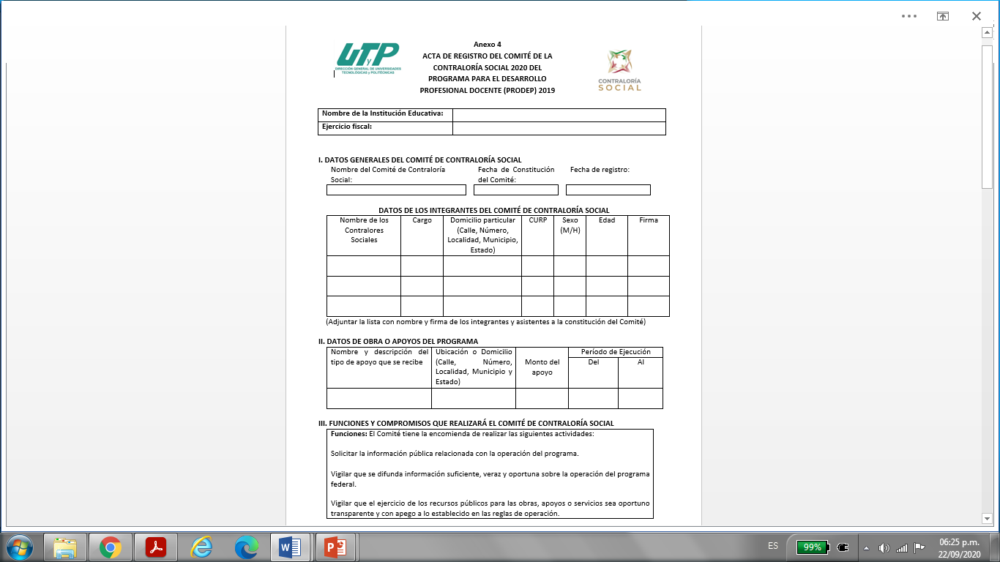 UTyP
DIRECCIÓN GENERAL DE UNIVERSIDADES
TECNOLÓGICAS y POLITÉCNICAS
Anexo 4
ACTA DE REGISTRO DEL COMITÉ DE LA
CONTRALORÍA SOCIAL 2020 DEL
PROGRAMA PARA EL DESARROLLO
PROFESIONAL DOCENTE (PRODEP) 2019
CONTRALORÍA
SOCIAL
Nombre de la Institución Educativa:
Ejercicio fiscal:
I. DATOS GENERALES DEL COMITÉ DE CONTRALORÍA SOCIAL
Nombre del Comité de Contraloría
Social:
Fecha de Constitución
del Comité:
Fecha de registro:
DATOS DE LOS INTEGRANTES DEL COMITÉ DE CONTRALORÍA SOCIAL
Nombre de los
Contralores
Sociales
Cargo
Domicilio particular
(Calle, Número,
Localidad, Municipio,
Estado)
CURP
Sexo
(M/H)
Edad
Firma
(Adjuntar la lista con nombre y firma de los integrantes y asistentes a la constitución del Comité)
II. DATOS DE OBRA O APOYOS DEL PROGRAMA
Nombre y descripción del
tipo de apoyo que se recibe
Ubicación o Domicilio
(Calle, Número,
Localidad, Municipio y
Estado)
Monto del
apoyo
Período de Ejecución
Del
Al
III. FUNCIONES Y COMPROMISOS QUE REALIZARÁ EL COMITÉ DE CONTRALORÍA SOCIAL
Funciones: El Comité tiene la encomienda de realizar las siguientes actividades:
Solicitar la información pública relacionada con la operación del programa.
Vigilar que se difunda información suficiente, veraz y oportuna sobre la operación del programa
federal.
Vigilar que el ejercicio de los recursos públicos para las obras, apoyos o servicios sea oportuno
transparente y con apego a lo establecido en las reglas de operación.
ES
99%
06:25 p.m.
22/09/2020